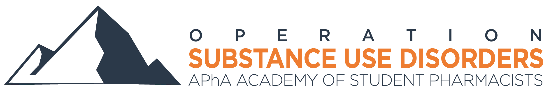 OPERATION
SUBSTANCE USE DISORDERS
APhA ACADEMY OF STUDENT PHARMACISTS